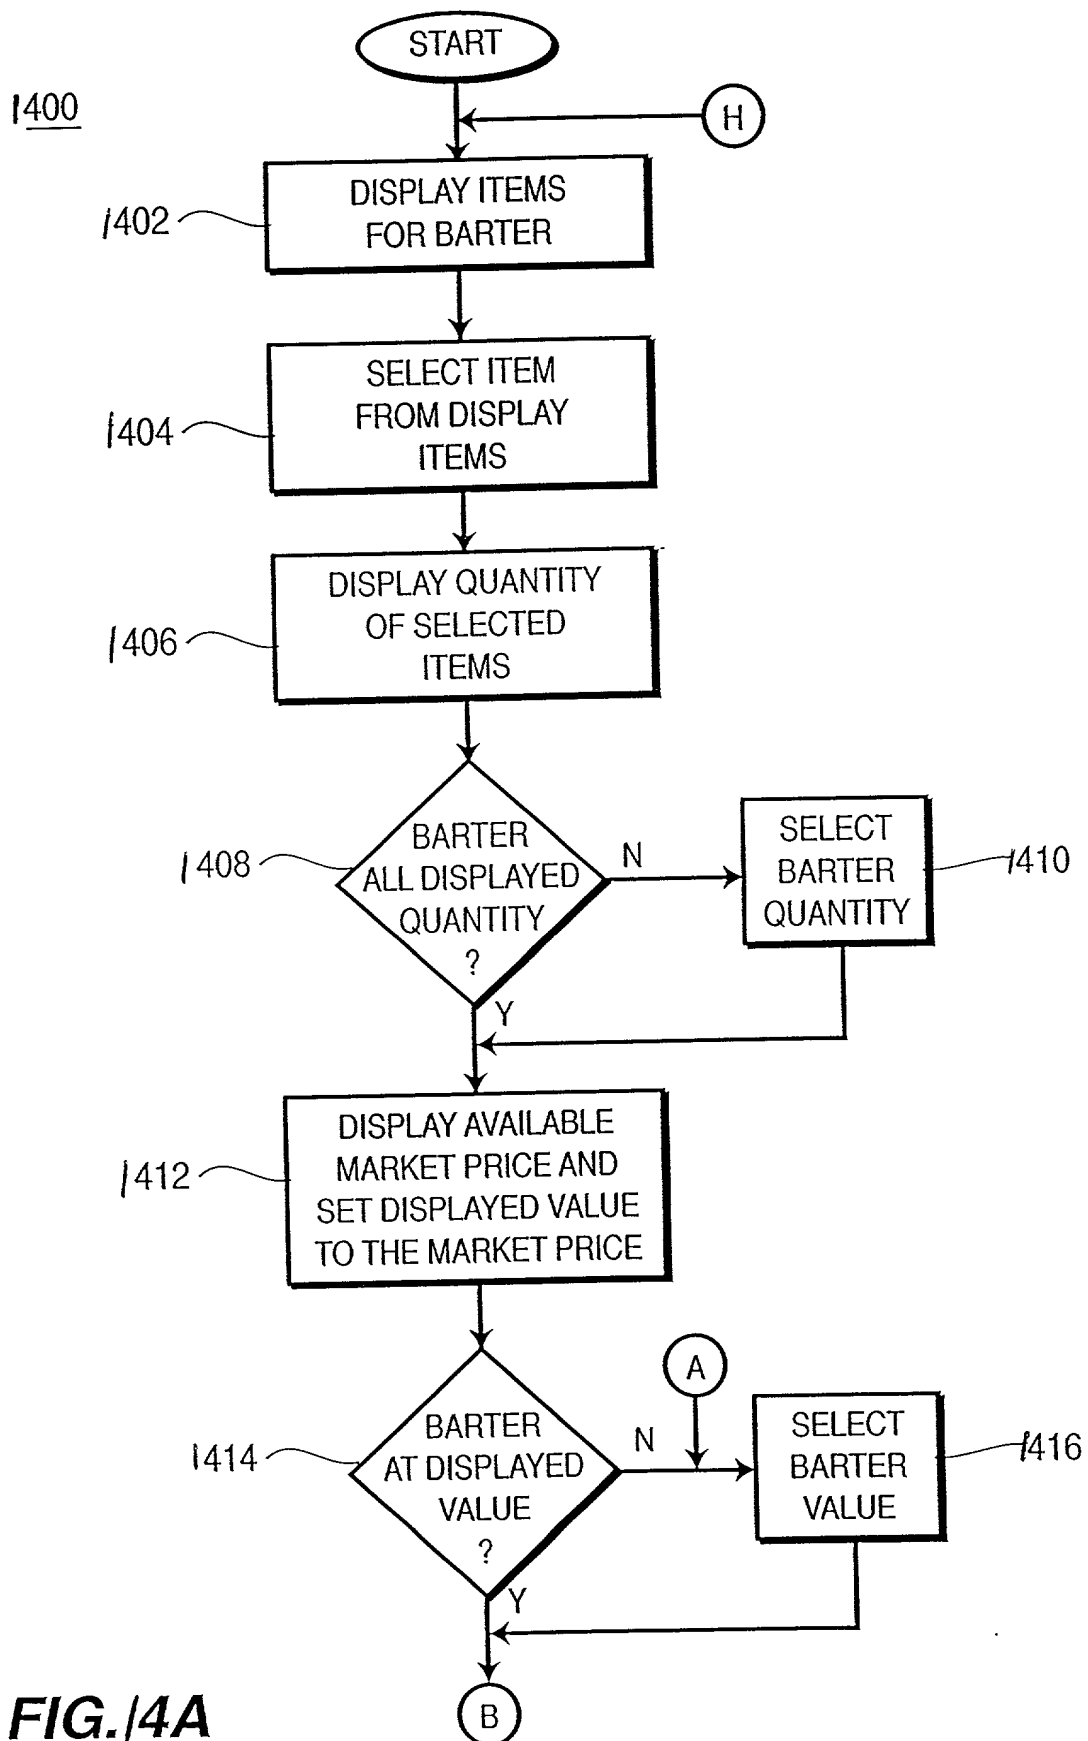 START
1400
H
DISPLAY ITEMS
FOR BARTER
1402
SELECT ITEM
FROM DISPLAY
ITEMS
1404
DISPLAY QUANTITY
OF SELECTED
ITEMS
1406
BARTER
ALL DISPLAYED
QUANTITY
?
1408
N
SELECT
BARTER
QUANTITY
1410
Y
DISPLAY AVAILABLE
MARKET PRICE AND
SET DISPLAYED VALUE
TO THE MARKET PRICE
1412
A
BARTER
AT DISPLAYED
VALUE
?
1414
N
SELECT
BARTER
VALUE
1416
Y
B
FIG. 14A